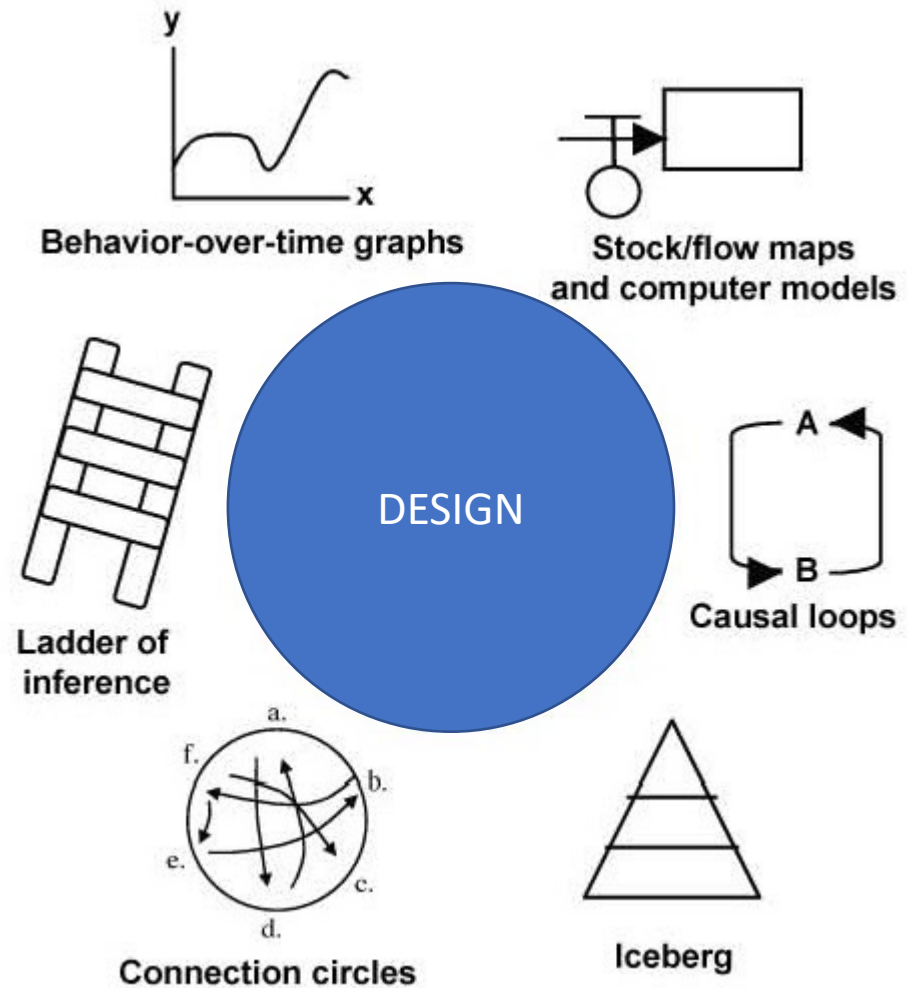 y
x
Behavior-over-time graphs
Stock/flow maps
and computer models
Ladder of
inference
DESIGN
A
B
Causal loops
a.
b.
c.
d.
e.
f.
Connection circles
Iceberg